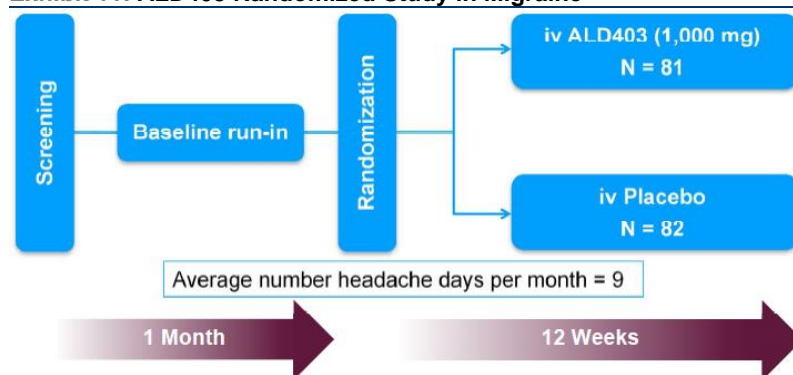 ALD403 Randomized Study in Migraine
Screening
Baseline run-in
Randomization
iv ALD403 (1,000 mg)
N = 81
iv Placebo
N = 82
Average number headache days per month = 9
1 Month
12 Weeks